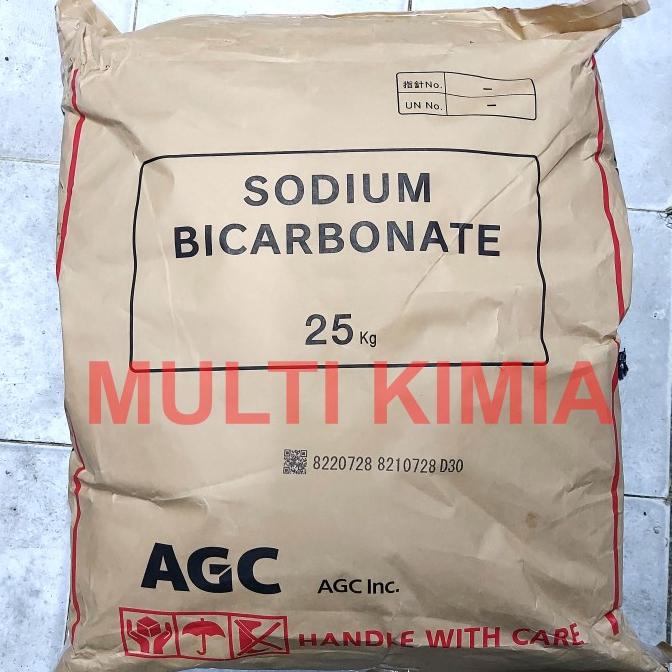 指針No. －
UN No. －
SODIUM
BICARBONATE
25 Kg
MULTI KIMIA
8220728 8210728 D30
AGC AGC Inc.
HANDLE WITH CARE